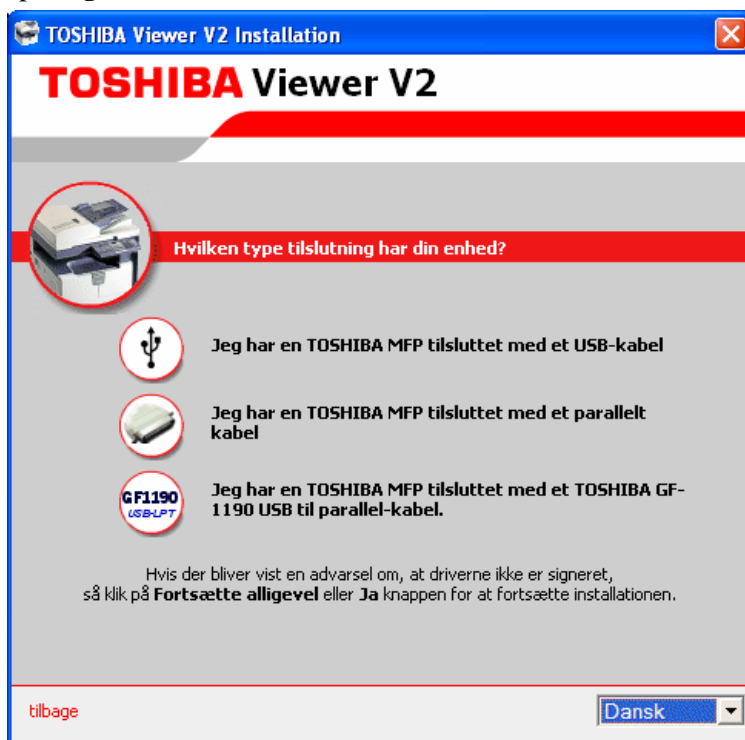 TOSHIBA Viewer V2 Installation
TOSHIBA Viewer V2
Hvilken type tilslutning har din enhed?
Jeg har en TOSHIBA MFP tilsluttet med et USB-kabel
Jeg har en TOSHIBA MFP tilsluttet med et parallelt
kabel
GF1190
USB-LPT
Jeg har en TOSHIBA MFP tilsluttet med et TOSHIBA GF-
1190 USB til parallel-kabel.
Hvis der bliver vist en advarsel om, at driverne ikke er signeret,
så klik på Fortsætte alligevel eller Ja knappen for at fortsætte installationen.
tilbage
Dansk